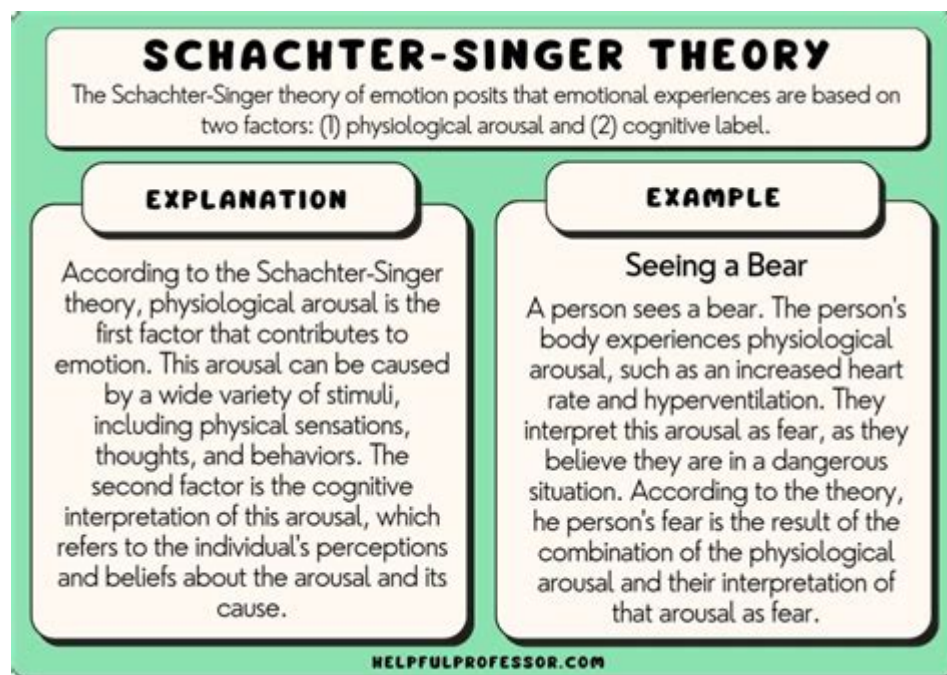 SCHACHTER-SINGER THEORY
The Schachter-Singer theory of emotion posits that emotional experiences are based on
two factors: (1) physiological arousal and (2) cognitive label.
EXPLANATION
According to the Schachter-Singer
theory, physiological arousal is the
first factor that contributes to
emotion. This arousal can be caused
by a wide variety of stimuli,
including physical sensations,
thoughts, and behaviors. The
second factor is the cognitive
interpretation of this arousal, which
refers to the individual's perceptions
and beliefs about the arousal and its
cause.
EXAMPLE
Seeing a Bear
A person sees a bear. The person's
body experiences physiological
arousal, such as an increased heart
rate and hyperventilation. They
interpret this arousal as fear, as they
believe they are in a dangerous
situation. According to the theory,
he person's fear is the result of the
combination of the physiological
arousal and their interpretation of
that arousal as fear.
HELPFULPROFESSOR.COM